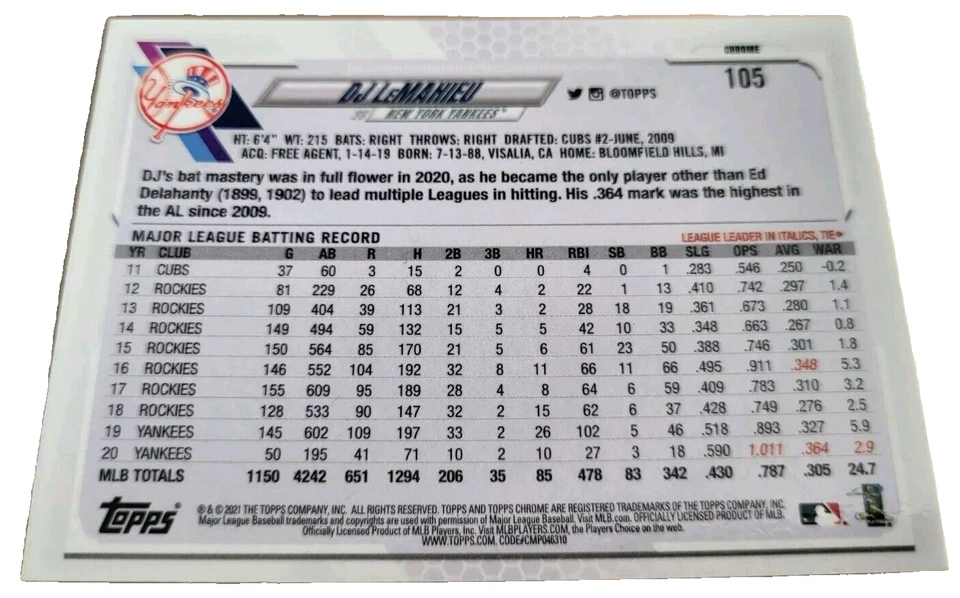 CHROME
105
Yankees
DJ LeMAHIEU
NEW YORK YANKEES®
@TOPPS
HT: 6'4" WT: 215 BATS: RIGHT THROWS: RIGHT DRAFTED: CUBS #2-JUNE, 2009
ACQ: FREE AGENT, 1-14-19 BORN: 7-13-88, VISALIA, CA HOME: BLOOMFIELD HILLS, MI
DJ's bat mastery was in full flower in 2020, as he became the only player other than Ed
Delahanty (1899, 1902) to lead multiple Leagues in hitting. His .364 mark was the highest in
the AL since 2009.
MAJOR LEAGUE BATTING RECORD LEAGUE LEADER IN ITALICS, TIE♦
YR CLUB G AB R H 2B 3B HR RBI SB BB SLG OPS AVG WAR
11 CUBS 37 60 3 15 2 0 0 4 0 1 .283 .546 .250 -0.2
12 ROCKIES 81 229 26 68 12 4 2 22 1 13 .410 .742 .297 1.4
13 ROCKIES 109 404 39 113 21 3 2 28 18 19 .361 .673 .280 1.1
14 ROCKIES 149 494 59 132 15 5 5 42 10 33 .348 .663 .267 0.8
15 ROCKIES 150 564 85 170 21 5 6 61 23 50 .388 .746 .301 1.8
16 ROCKIES 146 552 104 192 32 8 11 66 11 66 .495 .911 .348 5.3
17 ROCKIES 155 609 95 189 28 4 8 64 6 59 .409 .783 .310 3.2
18 ROCKIES 128 533 90 147 32 2 15 62 6 37 .428 .749 .276 2.5
19 YANKEES 145 602 109 197 33 2 26 102 5 46 .518 .893 .327 5.9
20 YANKEES 50 195 41 71 10 2 10 27 3 18 .590 1.011 .364 2.9
MLB TOTALS 1150 4242 651 1294 206 35 85 478 83 342 .430 .787 .305 24.7
topps
® & © 2021 THE TOPPS COMPANY, INC. ALL RIGHTS RESERVED. TOPPS AND TOPPS CHROME ARE REGISTERED TRADEMARKS OF THE TOPPS COMPANY, INC.
Major League Baseball trademarks and copyrights are used with permission of Major League Baseball. Visit MLB.com. OFFICIALLY LICENSED PRODUCT OF MLB.
Officially Licensed Product of MLB Players, Inc. Visit MLBPLAYERS.COM, the Players Choice on the web.
WWW.TOPPS.COM. CODE#CMP046310